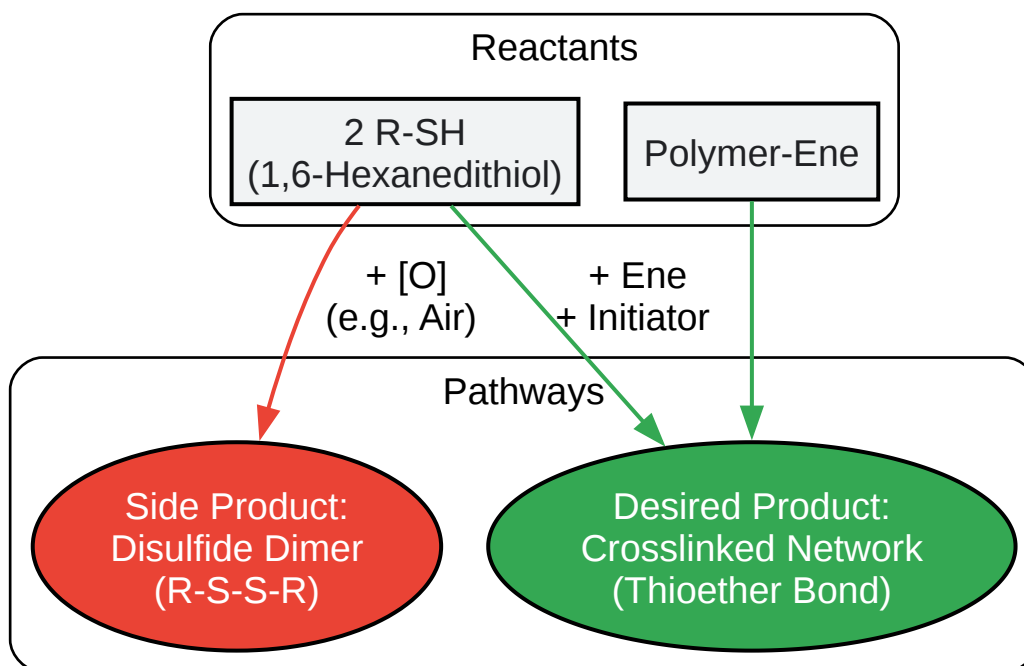 Reactants
2 R-SH
(1,6-Hexanedithiol)
Polymer-Ene
+ [O]
(e.g., Air)
+ Ene
+ Initiator
Pathways
Side Product:
Disulfide Dimer
(R-S-S-R)
Desired Product:
Crosslinked Network
(Thioether Bond)